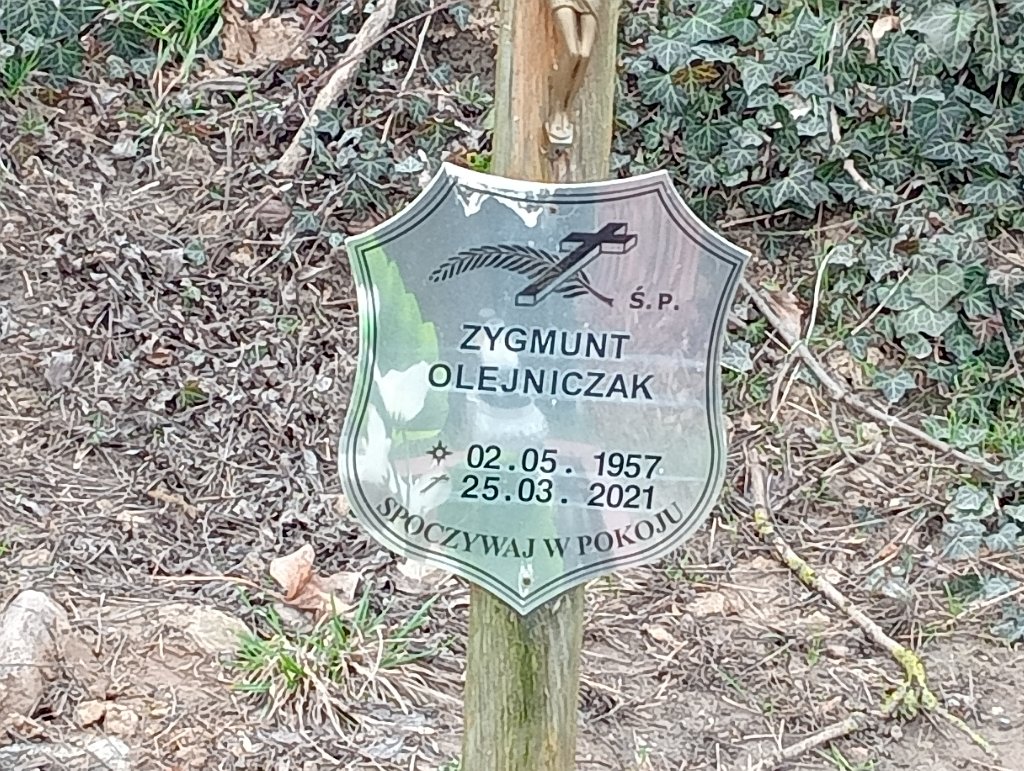 Ś.P.
ZYGMUNT
OLEJNICZAK
02.05. 1957
25.03. 2021
SPOCZYWAJ W POKOJU